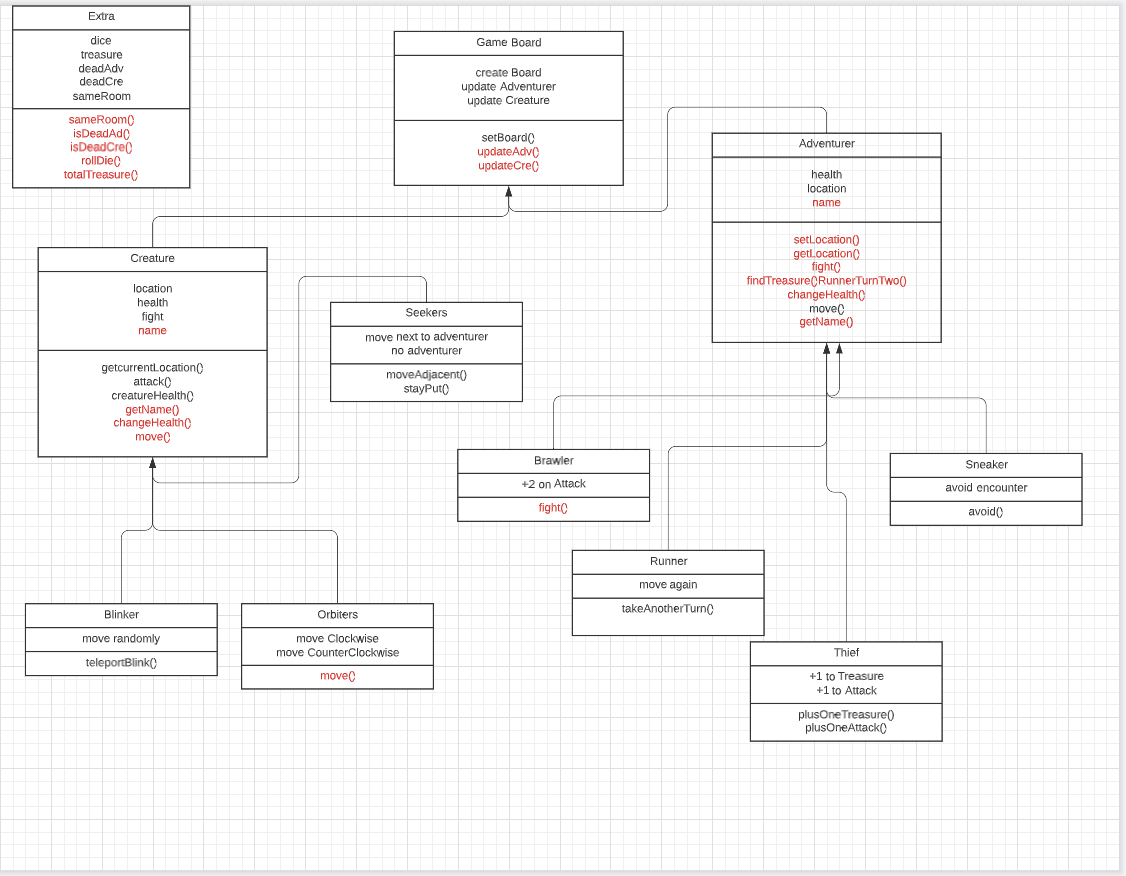 Extra
dice
treasure
deadAdv
deadCre
sameRoom
sameRoom()
isDeadAd()
isDeadCre()
rollDie()
totalTreasure()
Game Board
create Board
update Adventurer
update Creature
setBoard()
updateAdv()
updateCre()
Adventurer
health
location
name
setLocation()
getLocation()
fight()
findTreasure()RunnerTurnTwo()
changeHealth()
move()
getName()
Creature
location
health
fight
name
getcurrentLocation()
attack()
creatureHealth()
getName()
changeHealth()
move()
Seekers
move next to adventurer
no adventurer
moveAdjacent()
stayPut()
Brawler
+2 on Attack
fight()
Sneaker
avoid encounter
avoid()
Runner
move again
takeAnotherTurn()
Blinker
move randomly
teleportBlink()
Orbiters
move Clockwise
move CounterClockwise
move()
Thief
+1 to Treasure
+1 to Attack
plusOneTreasure()
plusOneAttack()